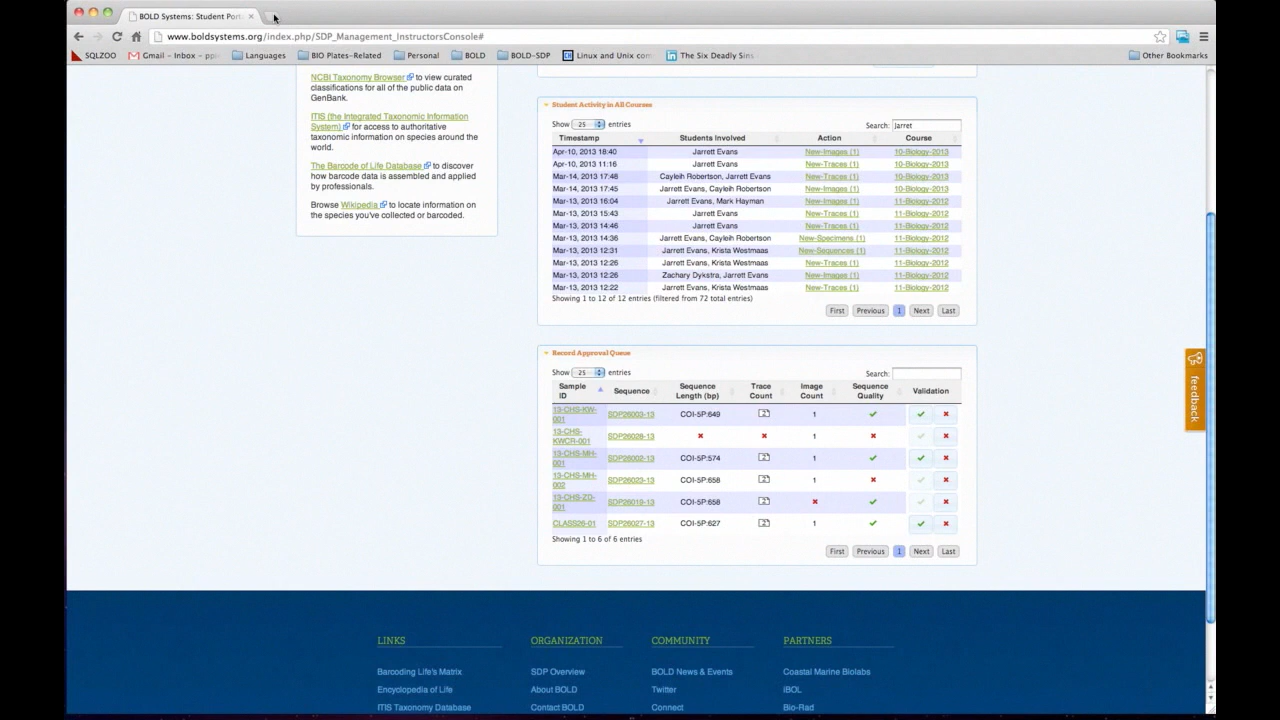 BOLD Systems: Student Port
www.boldsystems.org/index.php/SDP_Management_InstructorsConsole#
SQLZOO
Gmail – Inbox – ppi
Languages
BIO Plates-Related
Personal
BOLD
BOLD-SDP
Linux and Unix com
The Six Deadly Sins
Other Bookmarks
NCBI Taxonomy Browser to view curated
classifications for all of the public data on
GenBank.
ITIS (the Integrated Taxonomic Information
System) for access to authoritative
taxonomic information on species around the
world.
The Barcode of Life Database to discover
how barcode data is assembled and applied
by professionals.
Browse Wikipedia to locate information on
the species you've collected or barcoded.
Student Activity in All Courses
Show 25 entries Search: Jarret
Timestamp Students Involved Action Course
Apr-10, 2013 18:40 Jarrett Evans New-Images (1) 10-Biology-2013
Apr-10, 2013 11:16 Jarrett Evans New-Traces (1) 10-Biology-2013
Mar-14, 2013 17:48 Cayleih Robertson, Jarrett Evans New-Images (1) 10-Biology-2013
Mar-14, 2013 17:45 Jarrett Evans, Cayleih Robertson New-Images (1) 10-Biology-2013
Mar-13, 2013 16:04 Jarrett Evans, Mark Hayman New-Images (1) 11-Biology-2012
Mar-13, 2013 15:43 Jarrett Evans New-Traces (1) 11-Biology-2012
Mar-13, 2013 14:46 Jarrett Evans New-Traces (1) 11-Biology-2012
Mar-13, 2013 14:36 Jarrett Evans, Cayleih Robertson New-Specimens (1) 11-Biology-2012
Mar-13, 2013 12:31 Jarrett Evans, Krista Westmaas New-Sequences (1) 11-Biology-2012
Mar-13, 2013 12:26 Jarrett Evans, Krista Westmaas New-Traces (1) 11-Biology-2012
Mar-13, 2013 12:26 Zachary Dykstra, Jarrett Evans New-Images (1) 11-Biology-2012
Mar-13, 2013 12:22 Jarrett Evans, Krista Westmaas New-Traces (1) 11-Biology-2012
Showing 1 to 12 of 12 entries (filtered from 72 total entries)
First Previous 1 Next Last
Record Approval Queue
Show 25 entries Search:
Sample ID Sequence Sequence Length (bp) Trace Count Image Count Sequence Quality Validation
13-CHS-KW-001 SDP26003-13 COI-5P:649 2 1
13-CHS-KWCR-001 SDP26028-13 1
13-CHS-MH-001 SDP26002-13 COI-5P:574 2 1
13-CHS-MH-002 SDP26023-13 COI-5P:658 2 1
13-CHS-ZD-001 SDP26019-13 COI-5P:658 2
CLASS26-01 SDP26027-13 COI-5P:627 2 1
Showing 1 to 6 of 6 entries
First Previous 1 Next Last
feedback
LINKS
Barcoding Life's Matrix
Encyclopedia of Life
ITIS Taxonomy Database
ORGANIZATION
SDP Overview
About BOLD
Contact BOLD
COMMUNITY
BOLD News & Events
Twitter
Connect
PARTNERS
Coastal Marine Biolabs
iBOL
Bio-Rad